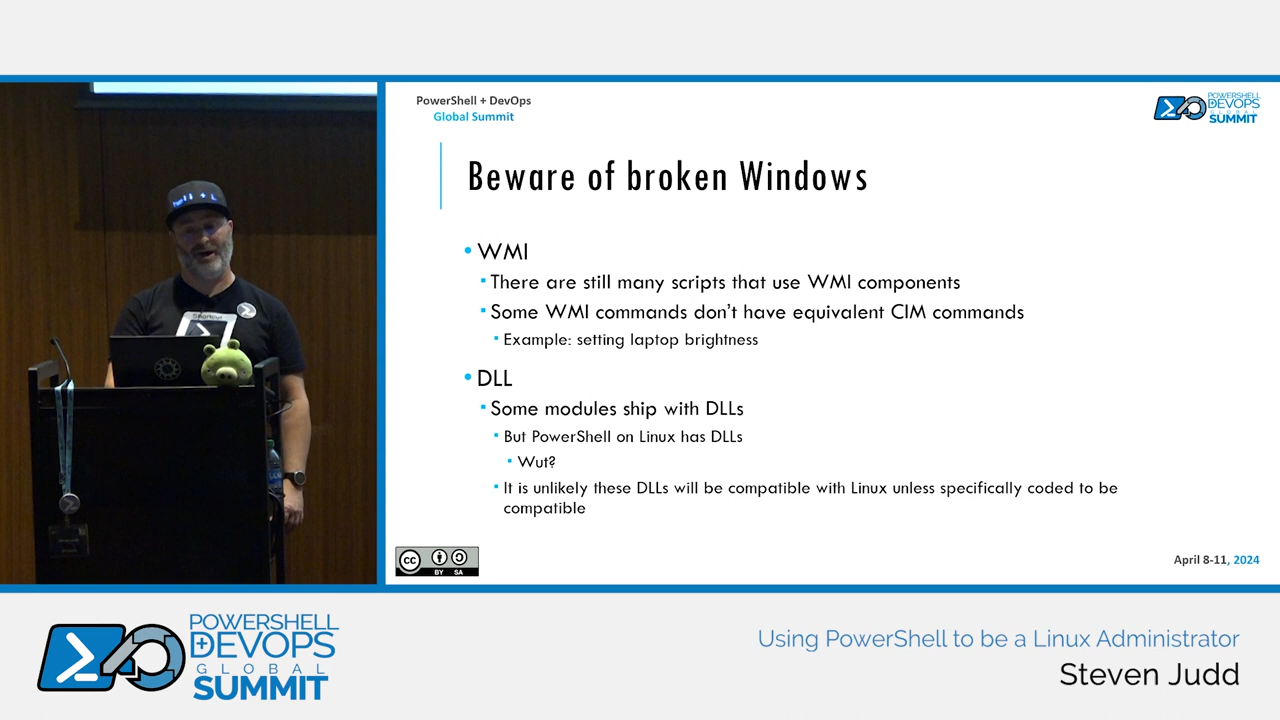 PowerShell + DevOps
Global Summit
POWERSHELL
DEVOPS
GLOBAL
SUMMIT
Beware of broken Windows
WMI
There are still many scripts that use WMI components
Some WMI commands don't have equivalent CIM commands
Example: setting laptop brightness
DLL
Some modules ship with DLLs
But PowerShell on Linux has DLLs
Wut?
It is unlikely these DLLs will be compatible with Linux unless specifically coded to be
compatible
cc BY SA
April 8-11, 2024
POWERSHELL
+DEVOPS
GLOBAL
SUMMIT
Using PowerShell to be a Linux Administrator
Steven Judd